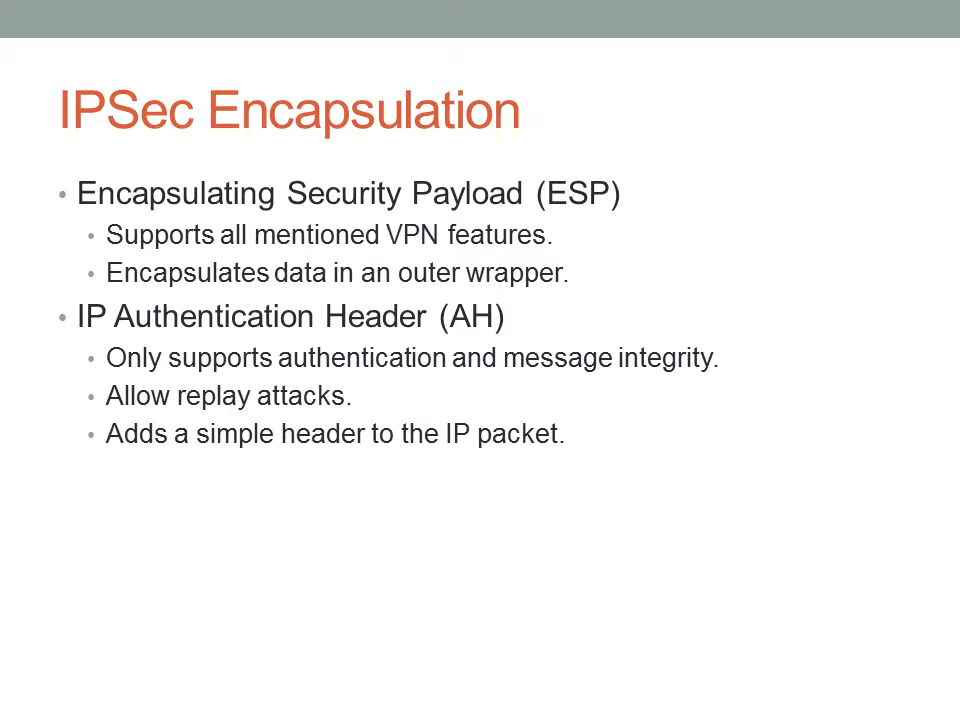 IPSec Encapsulation
• Encapsulating Security Payload (ESP)
• Supports all mentioned VPN features.
• Encapsulates data in an outer wrapper.
• IP Authentication Header (AH)
• Only supports authentication and message integrity.
• Allow replay attacks.
• Adds a simple header to the IP packet.